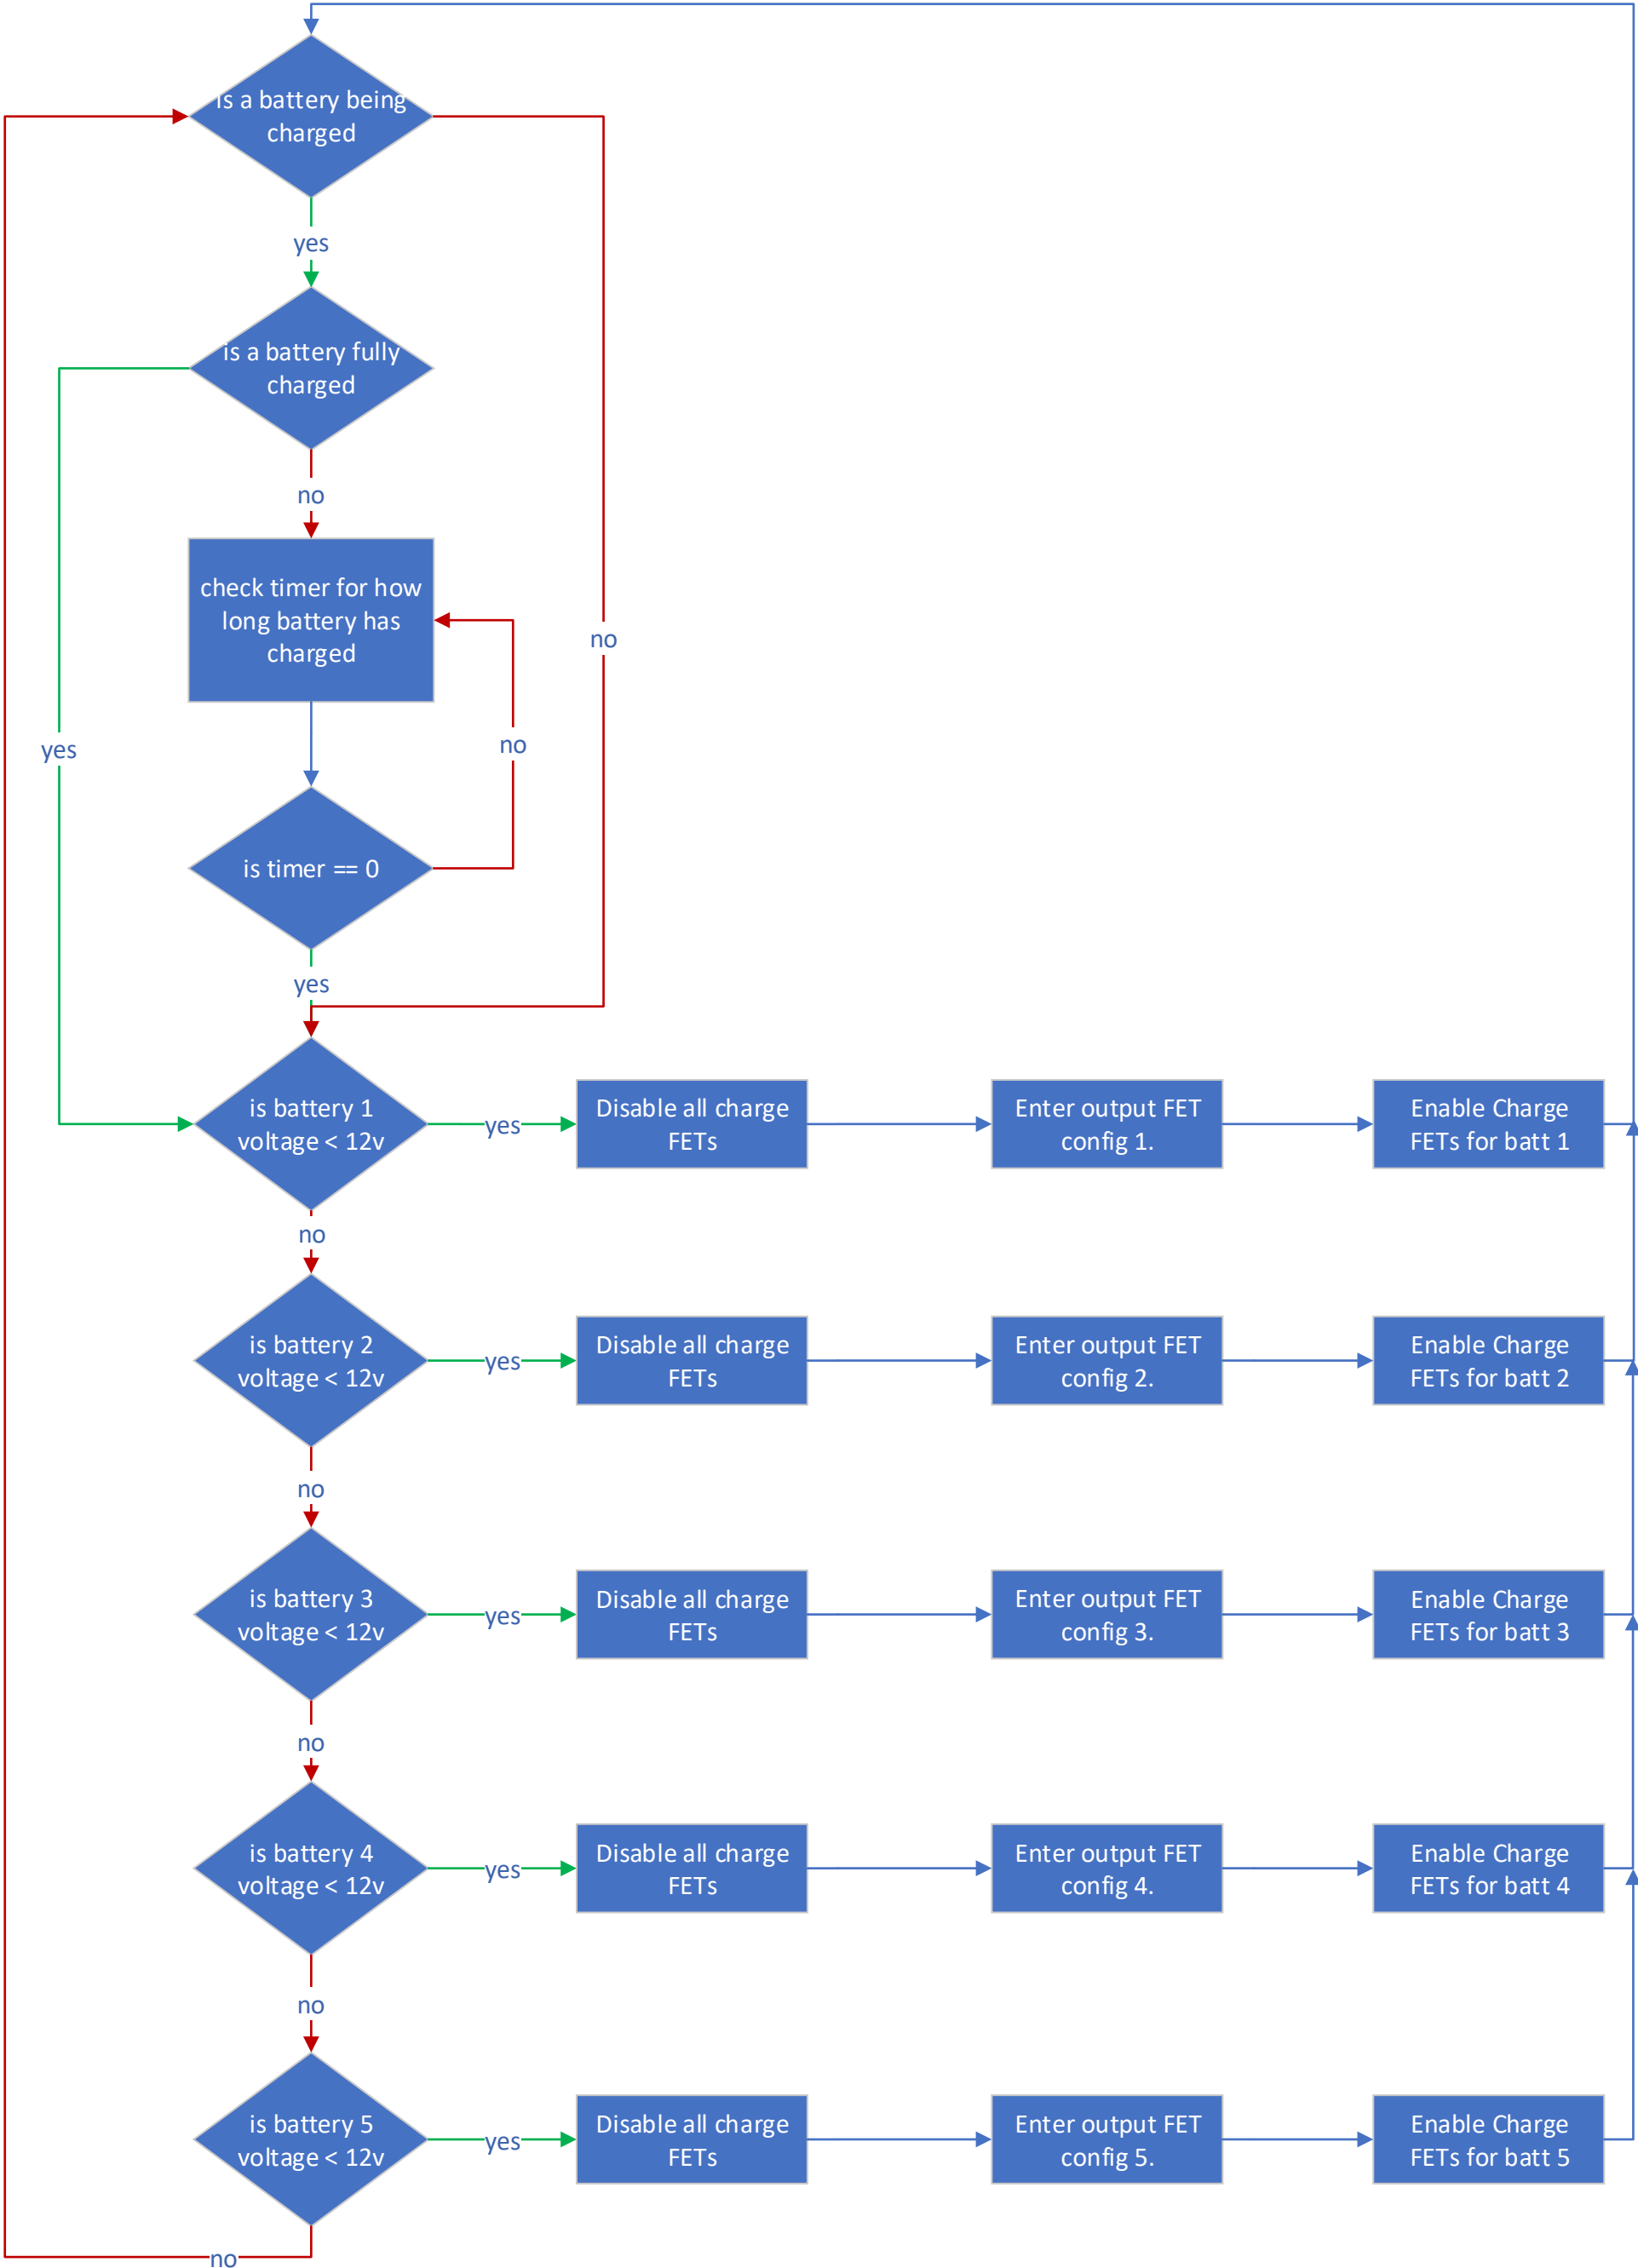 is a battery being
charged
yes
is a battery fully
charged
no
check timer for how
long battery has
charged
no
no
yes
is timer == 0
yes
is battery 1
voltage < 12v
yes
Disable all charge
FETs
Enter output FET
config 1.
Enable Charge
FETs for batt 1
no
is battery 2
voltage < 12v
yes
Disable all charge
FETs
Enter output FET
config 2.
Enable Charge
FETs for batt 2
no
is battery 3
voltage < 12v
yes
Disable all charge
FETs
Enter output FET
config 3.
Enable Charge
FETs for batt 3
no
is battery 4
voltage < 12v
yes
Disable all charge
FETs
Enter output FET
config 4.
Enable Charge
FETs for batt 4
no
is battery 5
voltage < 12v
yes
Disable all charge
FETs
Enter output FET
config 5.
Enable Charge
FETs for batt 5
no